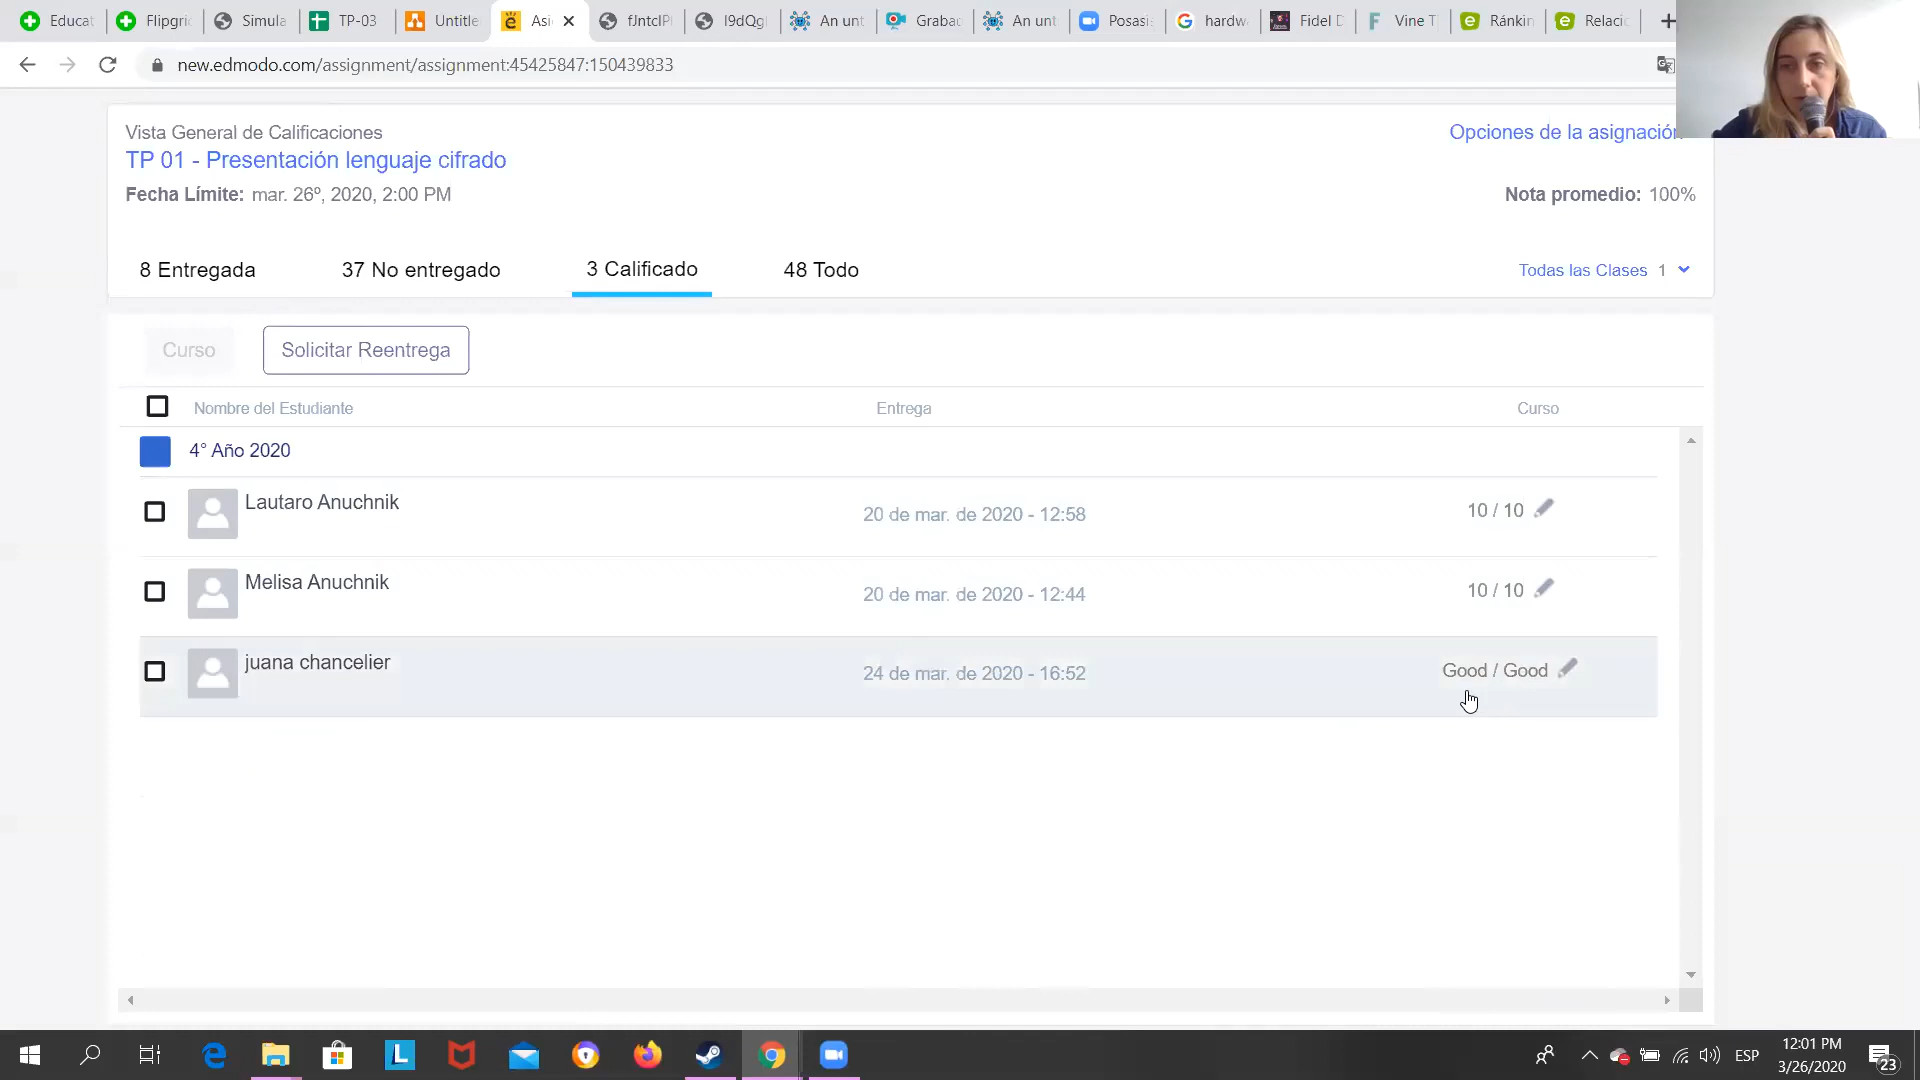 Educat
Flipgri
Simula
TP-03
Untitle
Asi
fJntclP
I9dQg
An unt
Grabac
An unt
Posasi
hardw
Fidel D
Vine T
Ránkin
Relaci
new.edmodo.com/assignment/assignment:45425847:150439833
Vista General de Calificaciones
Opciones de la asignación
TP 01 - Presentación lenguaje cifrado
Fecha Límite: mar. 26º, 2020, 2:00 PM
Nota promedio: 100%
8 Entregada
37 No entregado
3 Calificado
48 Todo
Todas las Clases 1
Curso
Solicitar Reentrega
Nombre del Estudiante
Entrega
Curso
4° Año 2020
Lautaro Anuchnik
20 de mar. de 2020 - 12:58
10 / 10
Melisa Anuchnik
20 de mar. de 2020 - 12:44
10 / 10
juana chancelier
24 de mar. de 2020 - 16:52
Good / Good
ESP
12:01 PM
3/26/2020
23